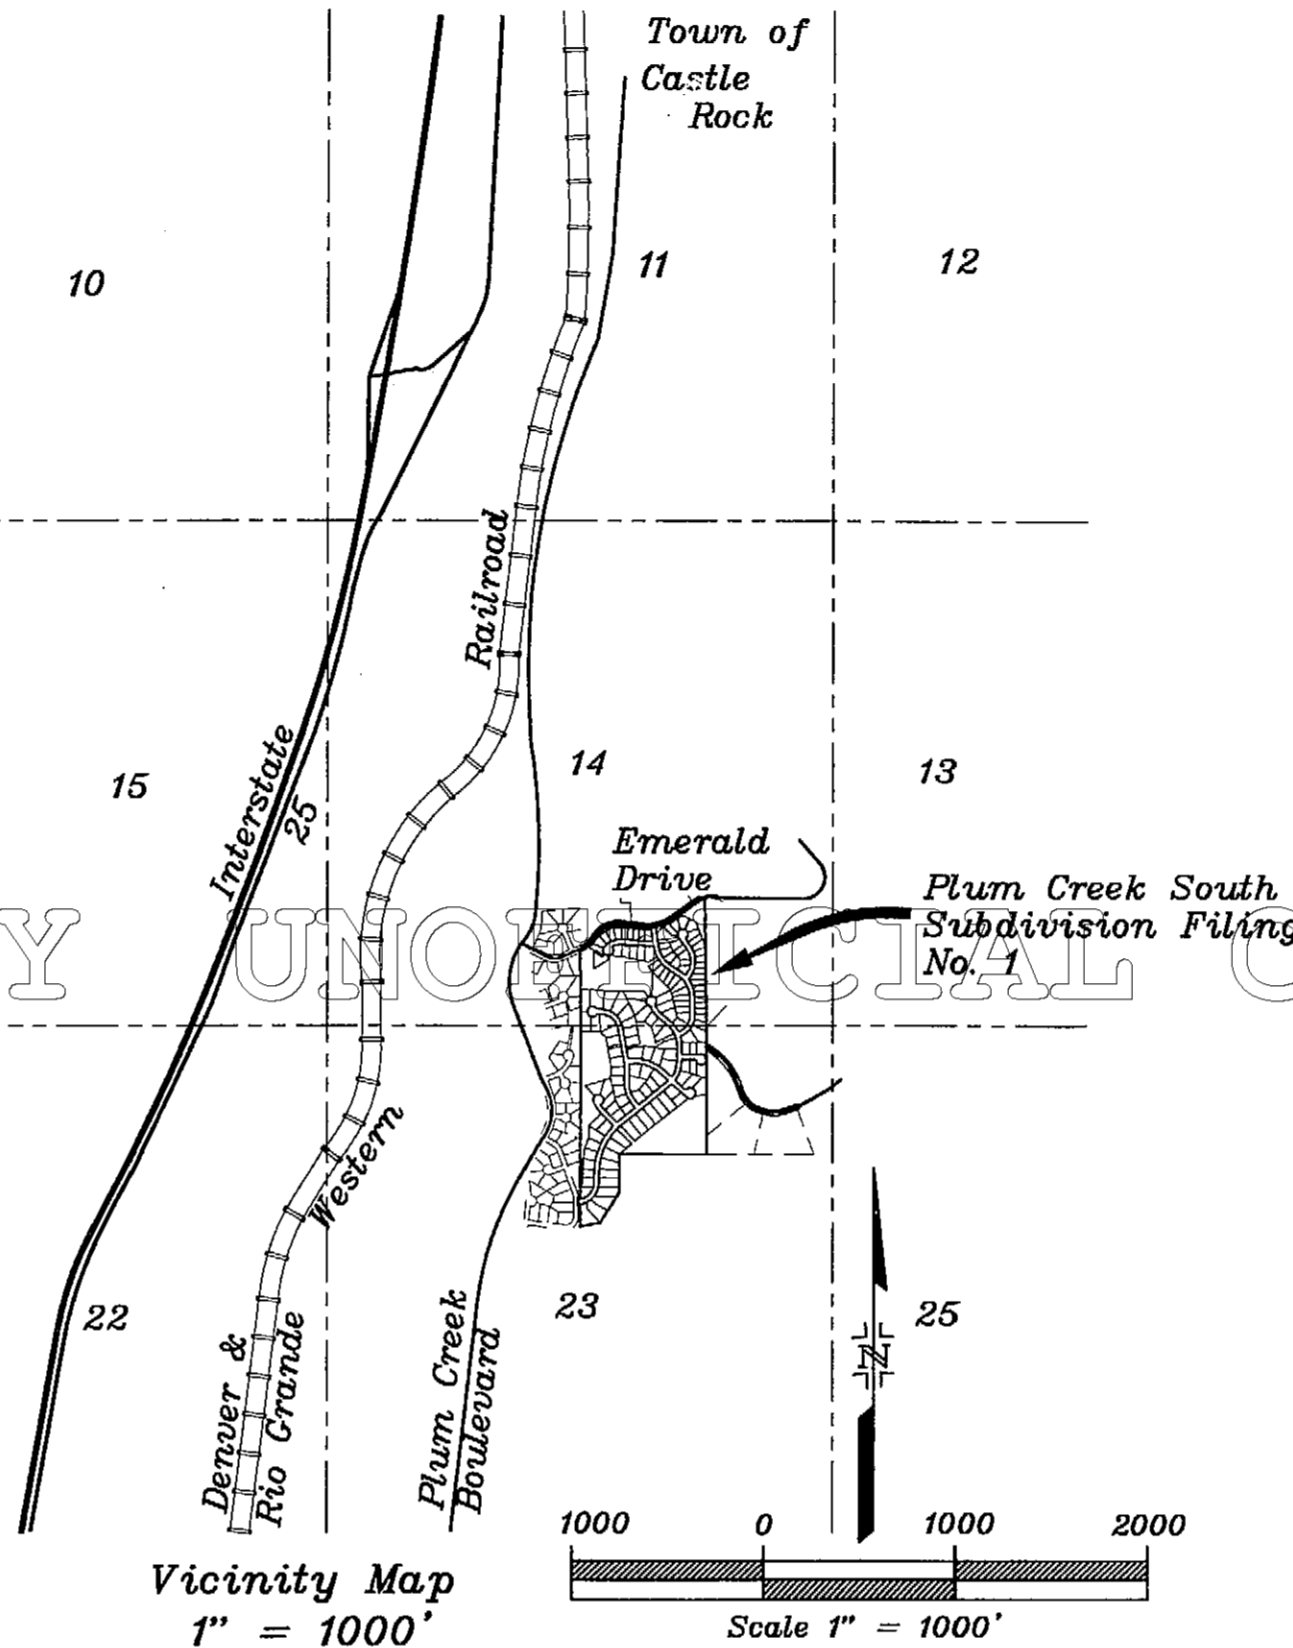 Town of
Castle
Rock
10
11
12
Railroad
Interstate
25
15
14
13
Emerald
Drive
Plum Creek South
Subdivision Filing
No. 1
Y UNOFFICIAL C
Western
22
23
25
Denver &
Rio Grande
Plum Creek
Boulevard
N
1000 0 1000 2000
Vicinity Map
1" = 1000'
Scale 1" = 1000'